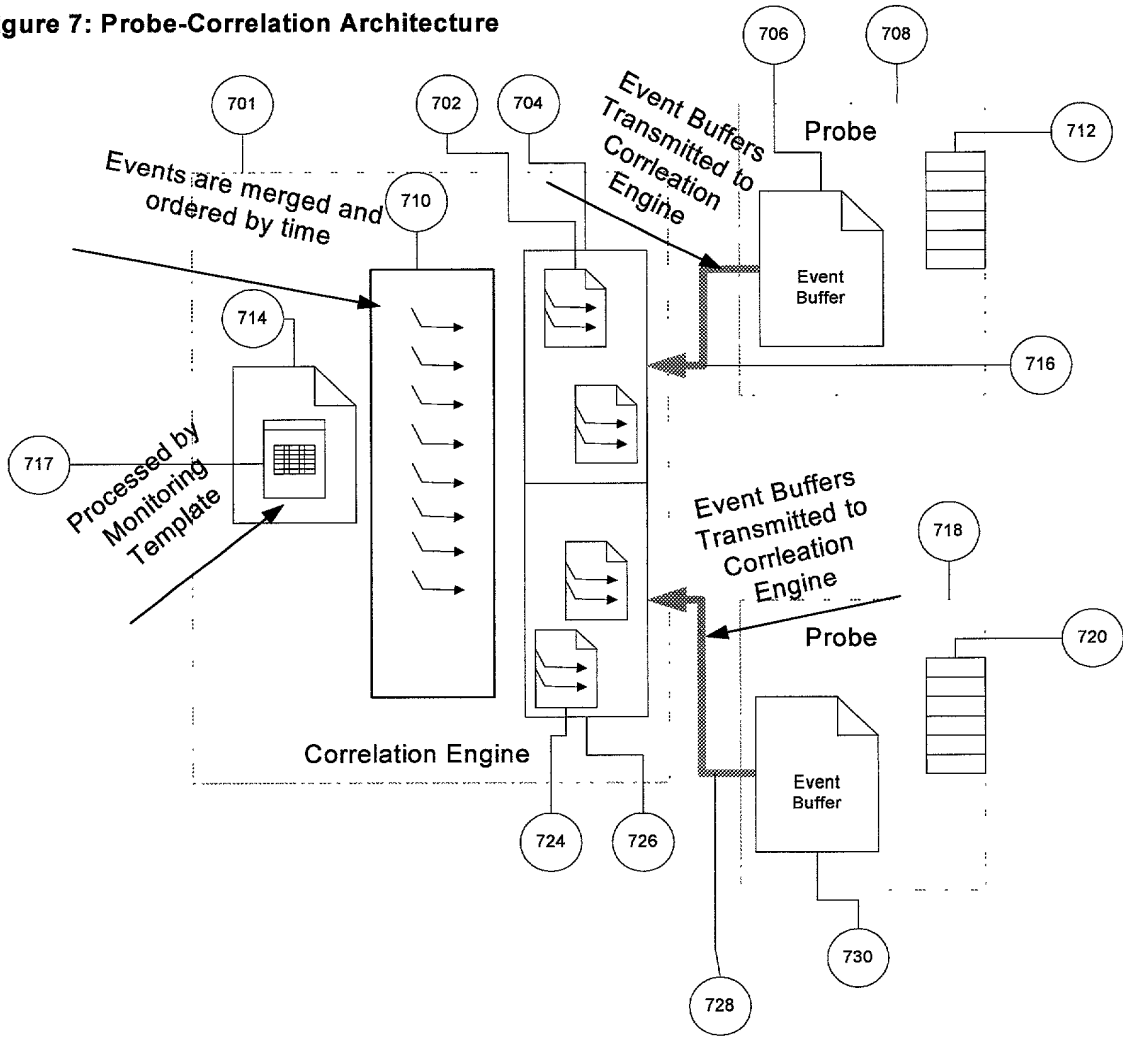 gure 7: Probe-Correlation Architecture
706
708
701
702
704
712
Probe
Event Buffers
Transmitted to
Corrleation
Engine
Events are merged and
ordered by time
710
Event
Buffer
714
716
717
Processed by
Monitoring
Template
Event Buffers
Transmitted to
Corrleation
Engine
718
720
Probe
Correlation Engine
Event
Buffer
724
726
730
728